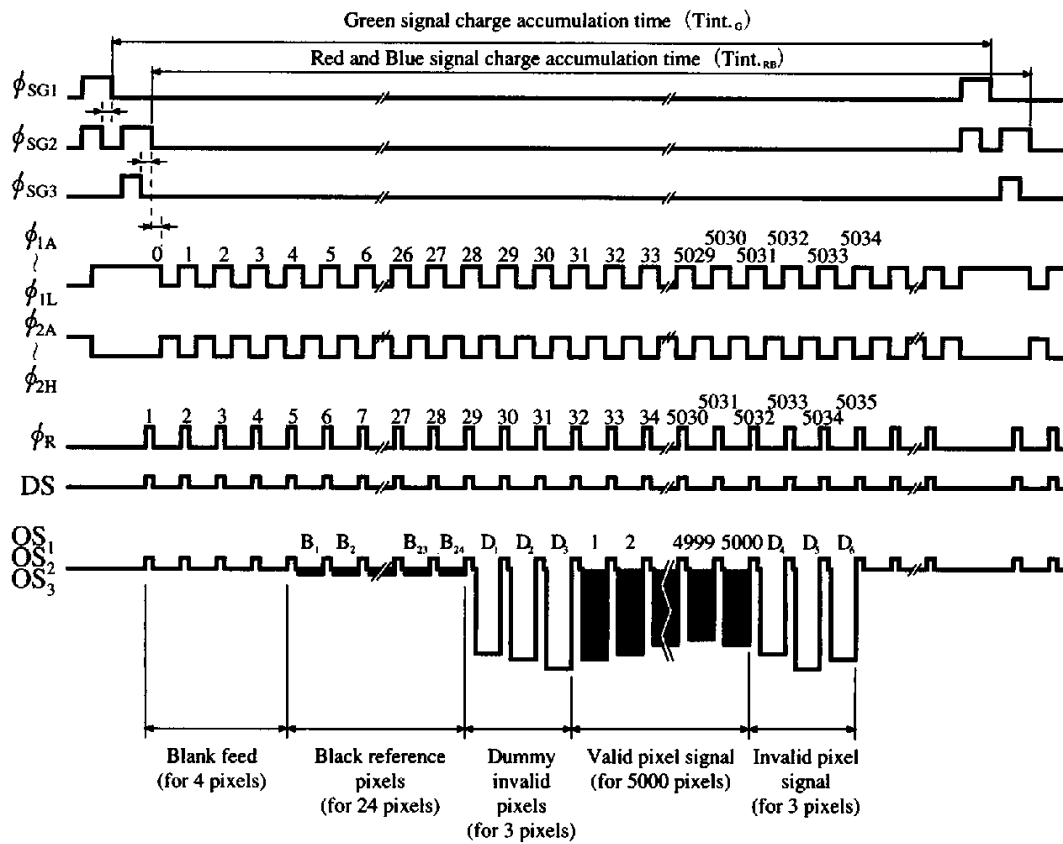 Green signal charge accumulation time (Tint.G)
Red and Blue signal charge accumulation time (Tint.RB)
ϕSG1
ϕSG2
ϕSG3
ϕ1A
~
ϕ1L
0 1 2 3 4 5 6 26 27 28 29 30 31 32 33 5029 5030 5031 5032 5033 5034
ϕ2A
~
ϕ2H
ϕR
1 2 3 4 5 6 7 27 28 29 30 31 32 33 34 5030 5031 5032 5033 5034 5035
DS
OS1
OS2
OS3
B1 B2 B23 B24 D1 D2 D3 1 2 4999 5000 D4 D5 D6
Blank feed
(for 4 pixels)
Black reference
pixels
(for 24 pixels)
Dummy
invalid
pixels
(for 3 pixels)
Valid pixel signal
(for 5000 pixels)
Invalid pixel
signal
(for 3 pixels)